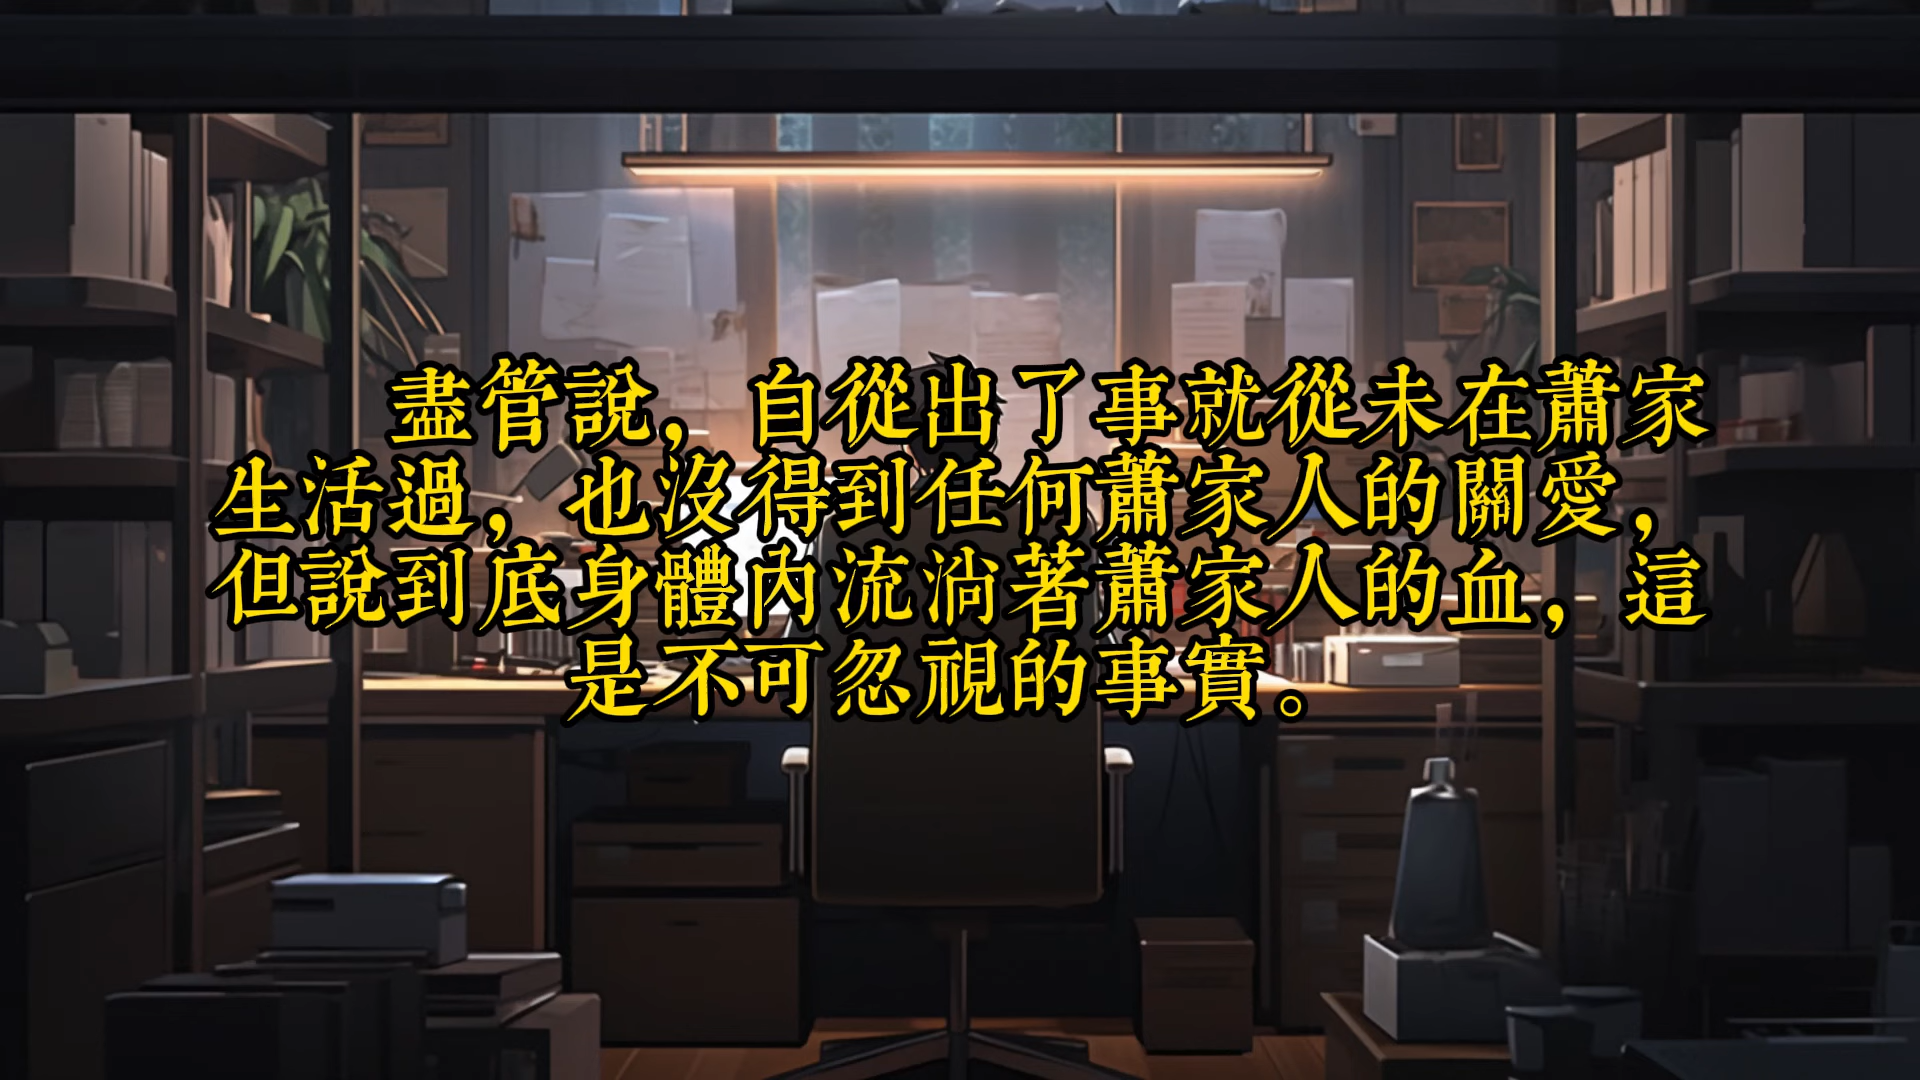 盡管說，自從出了事就從未在蕭家
生活過，也沒得到任何蕭家人的關愛，
但說到底身體內流淌著蕭家人的血，這
是不可忽視的事實。